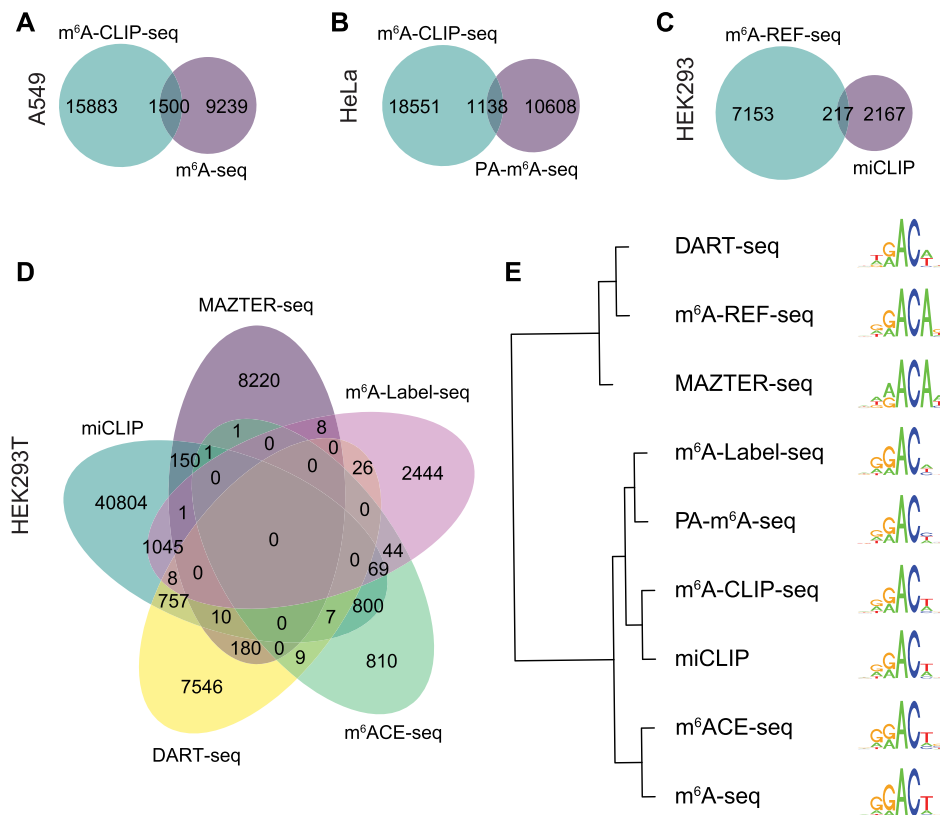 A
m⁶A-CLIP-seq
A549
15883
1500
9239
m⁶A-seq
B
m⁶A-CLIP-seq
HeLa
18551
1138
10608
PA-m⁶A-seq
C
m⁶A-REF-seq
HEK293
7153
217
2167
miCLIP
D
HEK293T
MAZTER-seq
8220
m⁶A-Label-seq
miCLIP
1
8
0
0
150
1
0
26
2444
0
40804
1
0
0
1045
44
0
69
8
0
757
800
10
7
0
180
0
9
810
7546
m⁶ACE-seq
DART-seq
E
DART-seq
m⁶A-REF-seq
MAZTER-seq
m⁶A-Label-seq
PA-m⁶A-seq
m⁶A-CLIP-seq
miCLIP
m⁶ACE-seq
m⁶A-seq